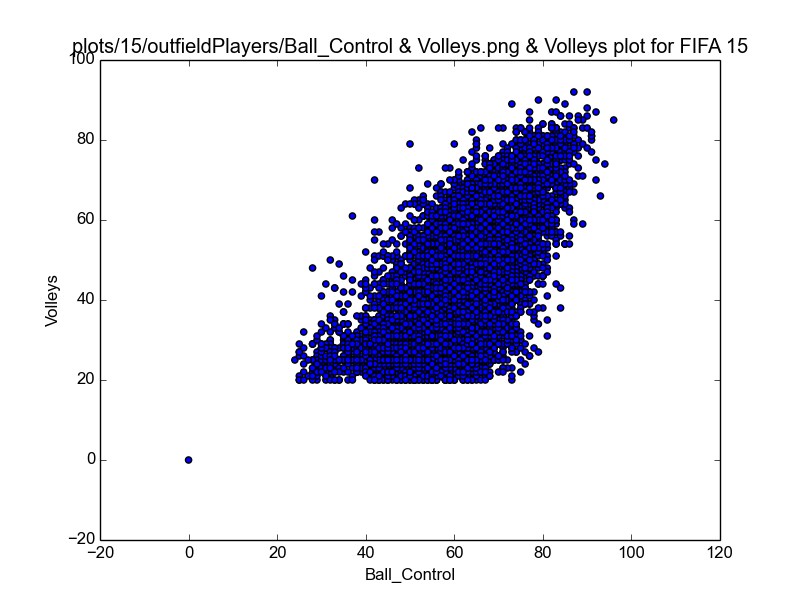 plots/15/outfieldPlayers/Ball_Control & Volleys.png & Volleys plot for FIFA 15
100
80
60
40
20
0
−20
Volleys
−20 0 20 40 60 80 100 120
Ball_Control